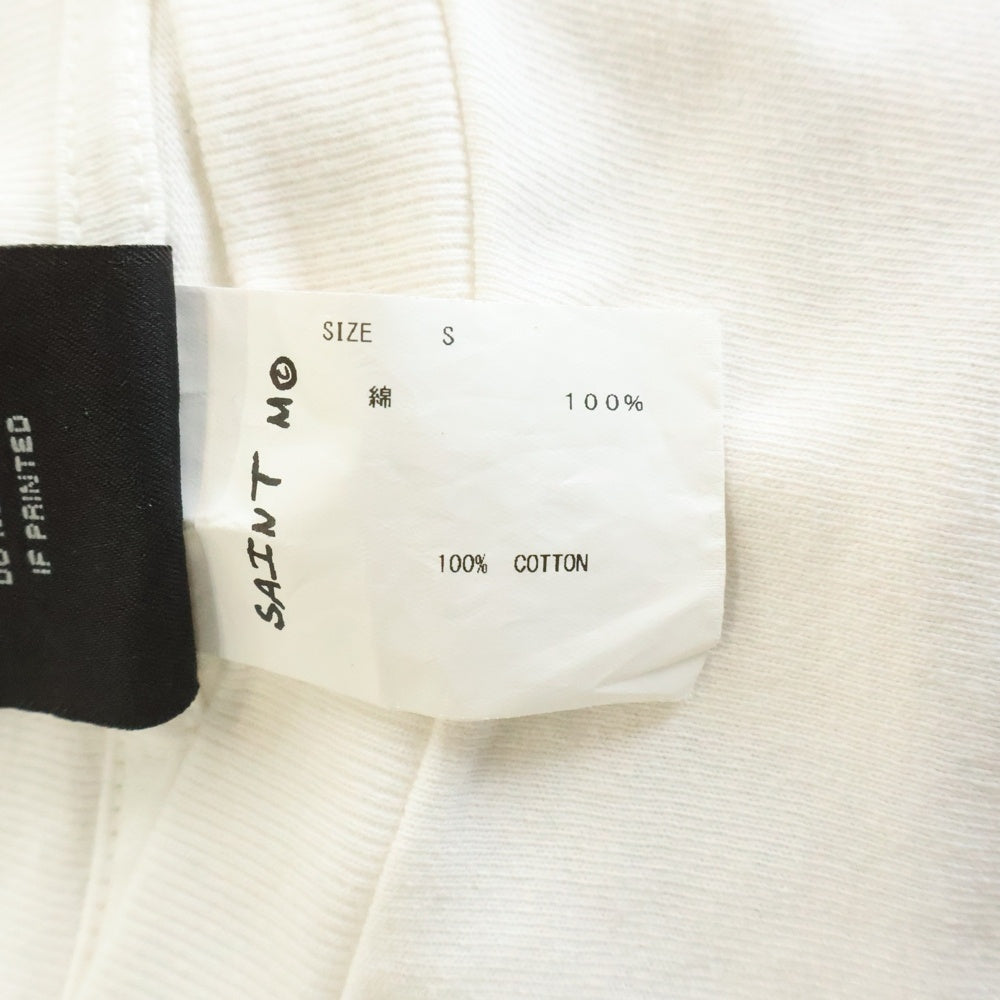 SIZE S
綿 100%
100% COTTON
SAINT M
IF PRINTED